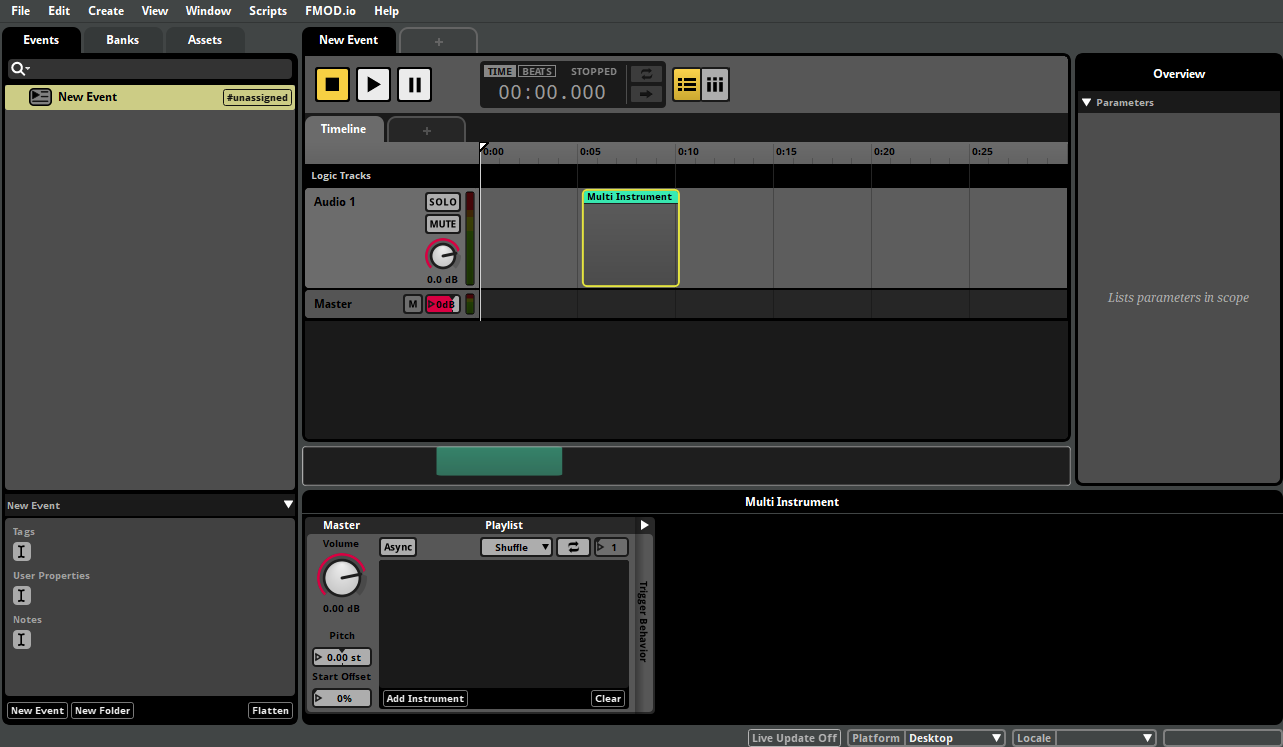 File Edit Create View Window Scripts FMOD.io Help
Events Banks Assets
New Event #unassigned
New Event +
TIME BEATS STOPPED
00:00.000
Timeline +
0:00 0:05 0:10 0:15 0:20 0:25
Logic Tracks
Audio 1 SOLO
MUTE
0.0 dB
Multi Instrument
Master M 0dB
Overview
Parameters
Lists parameters in scope
New Event
Tags
User Properties
Notes
New Event New Folder Flatten
Multi Instrument
Master Playlist
Volume
0.00 dB
Pitch
0.00 st
Start Offset
0%
Async Shuffle 1
Add Instrument Clear
Trigger Behavior
Live Update Off Platform Desktop Locale